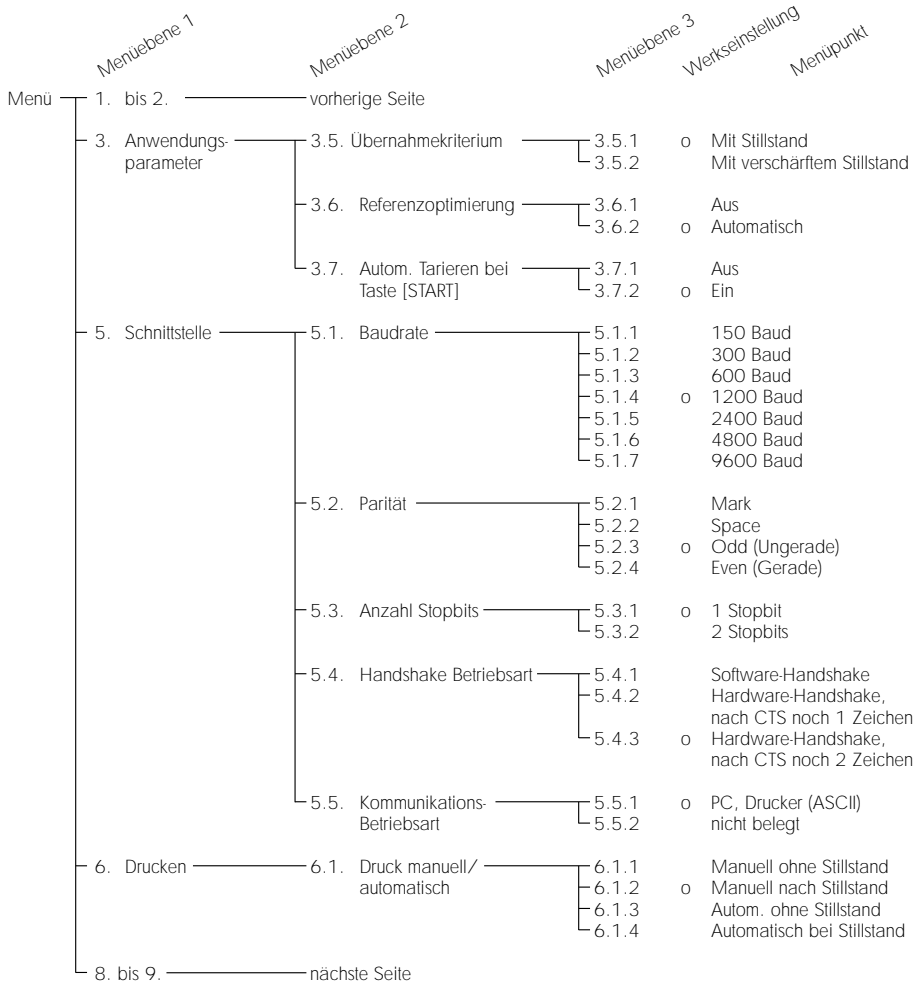 Menüebene 1 Menüebene 2 Menüebene 3 Werkseinstellung Menüpunkt
Menü 1. bis 2. vorherige Seite
3. Anwendungs- 3.5. Übernahmekriterium 3.5.1 o Mit Stillstand
parameter 3.5.2 Mit verschärftem Stillstand
3.6. Referenzoptimierung 3.6.1 Aus
3.6.2 o Automatisch
3.7. Autom. Tarieren bei 3.7.1 Aus
Taste [START] 3.7.2 o Ein
5. Schnittstelle 5.1. Baudrate 5.1.1 150 Baud
5.1.2 300 Baud
5.1.3 600 Baud
5.1.4 o 1200 Baud
5.1.5 2400 Baud
5.1.6 4800 Baud
5.1.7 9600 Baud
5.2. Parität 5.2.1 Mark
5.2.2 Space
5.2.3 o Odd (Ungerade)
5.2.4 Even (Gerade)
5.3. Anzahl Stopbits 5.3.1 o 1 Stopbit
5.3.2 2 Stopbits
5.4. Handshake Betriebsart 5.4.1 Software-Handshake
5.4.2 Hardware-Handshake,
nach CTS noch 1 Zeichen
5.4.3 o Hardware-Handshake,
nach CTS noch 2 Zeichen
5.5. Kommunikations- 5.5.1 o PC, Drucker (ASCII)
Betriebsart 5.5.2 nicht belegt
6. Drucken 6.1. Druck manuell/ 6.1.1 Manuell ohne Stillstand
automatisch 6.1.2 o Manuell nach Stillstand
6.1.3 Autom. ohne Stillstand
6.1.4 Automatisch bei Stillstand
8. bis 9. nächste Seite